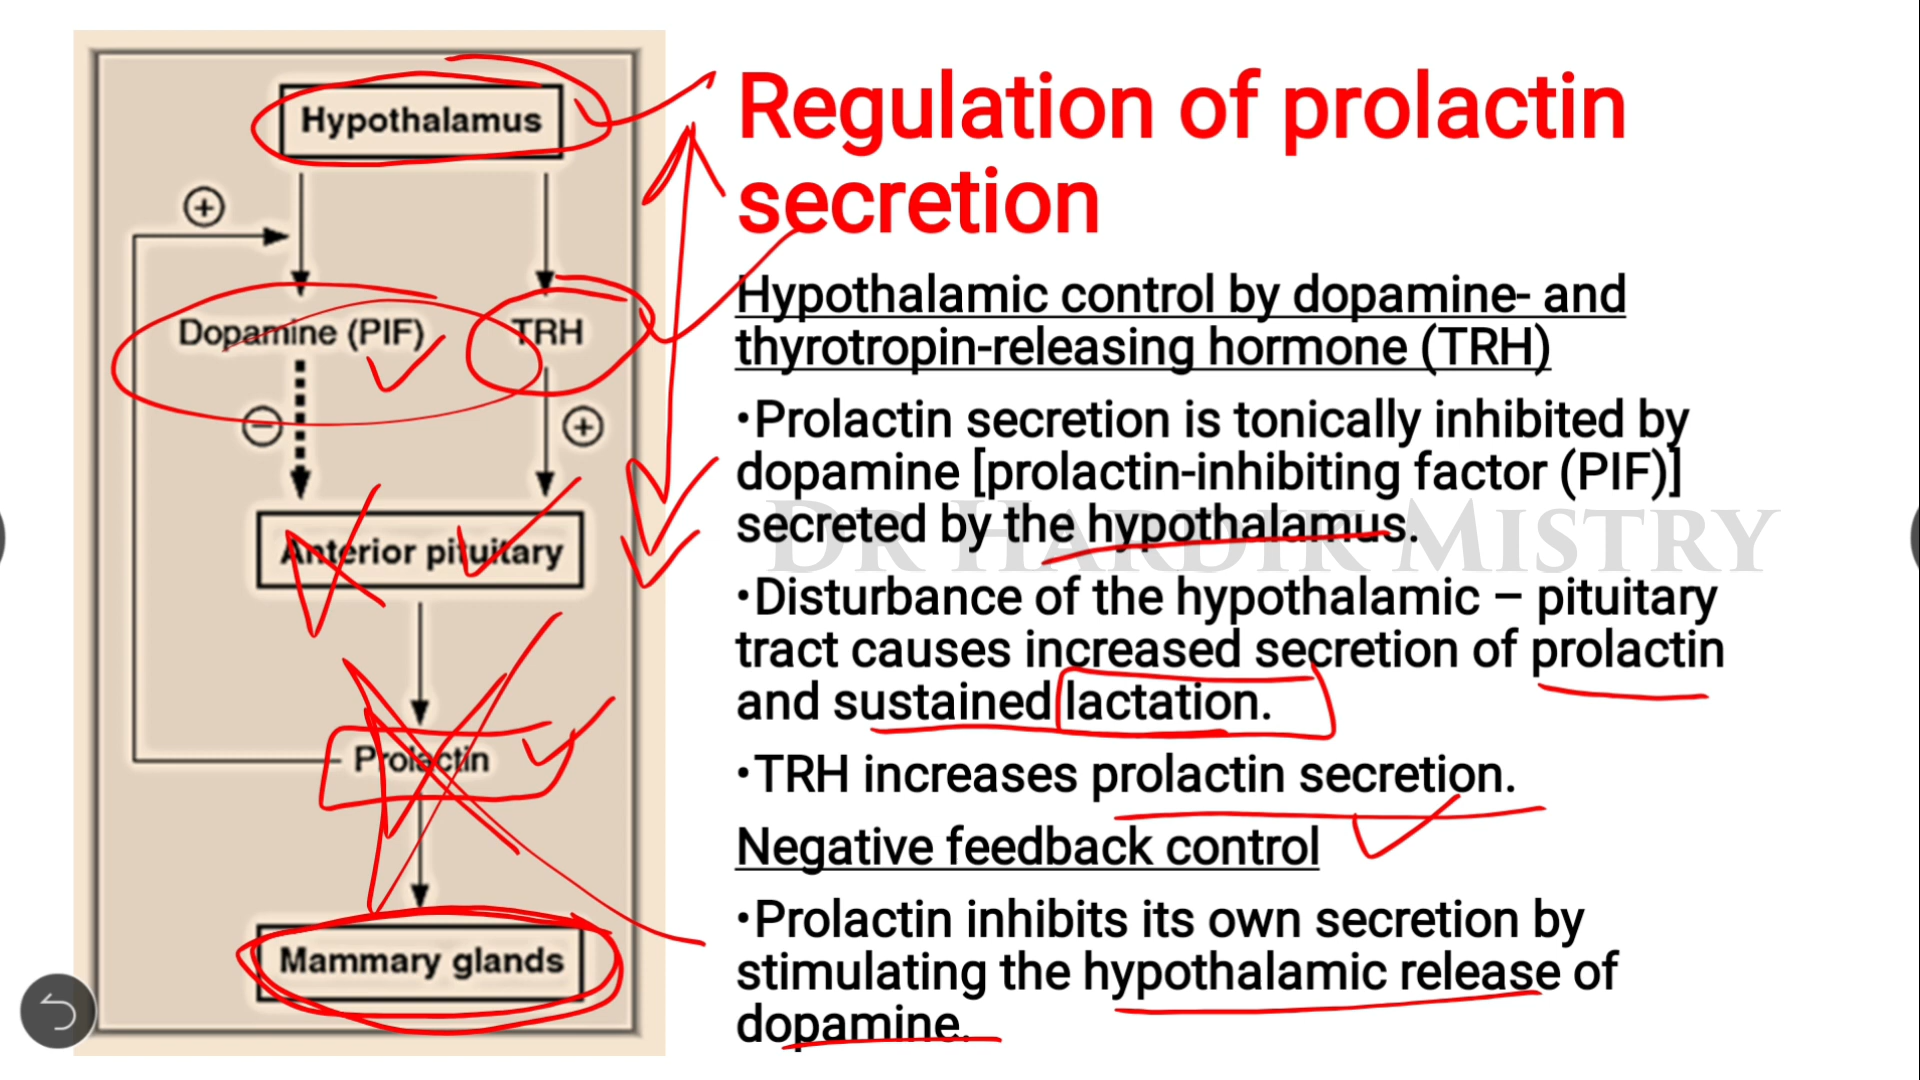 Hypothalamus
+
Dopamine (PIF)
TRH
−
+
Anterior pituitary
Prolactin
Mammary glands
Regulation of prolactin
secretion
Hypothalamic control by dopamine- and
thyrotropin-releasing hormone (TRH)
•Prolactin secretion is tonically inhibited by
dopamine [prolactin-inhibiting factor (PIF)]
secreted by the hypothalamus.
DR HARDIK MISTRY
•Disturbance of the hypothalamic – pituitary
tract causes increased secretion of prolactin
and sustained lactation.
•TRH increases prolactin secretion.
Negative feedback control
•Prolactin inhibits its own secretion by
stimulating the hypothalamic release of
dopamine.